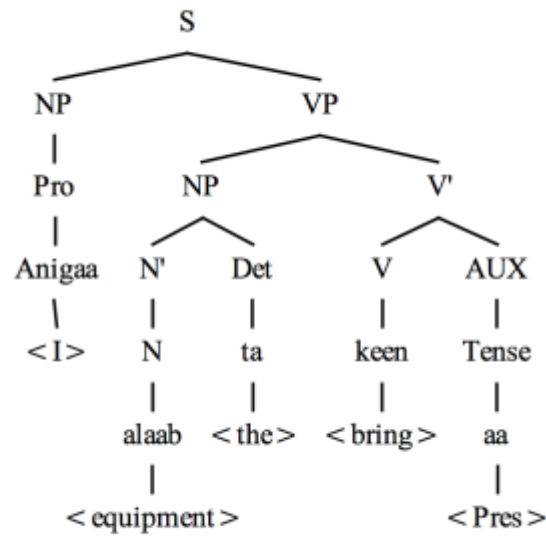 S
NP VP
Pro NP V'
Anigaa N' Det V AUX
<I> N ta keen Tense
alaab <the> <bring> aa
<equipment> <Pres>